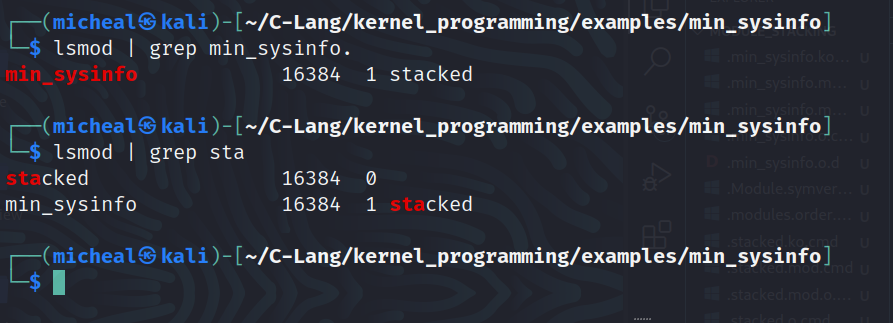 ┌──(micheal㉿kali)-[~/C-Lang/kernel_programming/examples/min_sysinfo]
└─$ lsmod | grep min_sysinfo.
min_sysinfo            16384  1 stacked
┌──(micheal㉿kali)-[~/C-Lang/kernel_programming/examples/min_sysinfo]
└─$ lsmod | grep sta
stacked                16384  0
min_sysinfo            16384  1 stacked
┌──(micheal㉿kali)-[~/C-Lang/kernel_programming/examples/min_sysinfo]
└─$
.min_sysinfo.ko... U
.min_sysinfo.m... U
.min_sysinfo.m... U
.min_sysinfo.o.d U
.Module.symver... U
.modules.order... U
.stacked.ko.cmd U
.stacked.mod.cmd U
.stacked.mod.o.... U
.stacked.o.cmd U